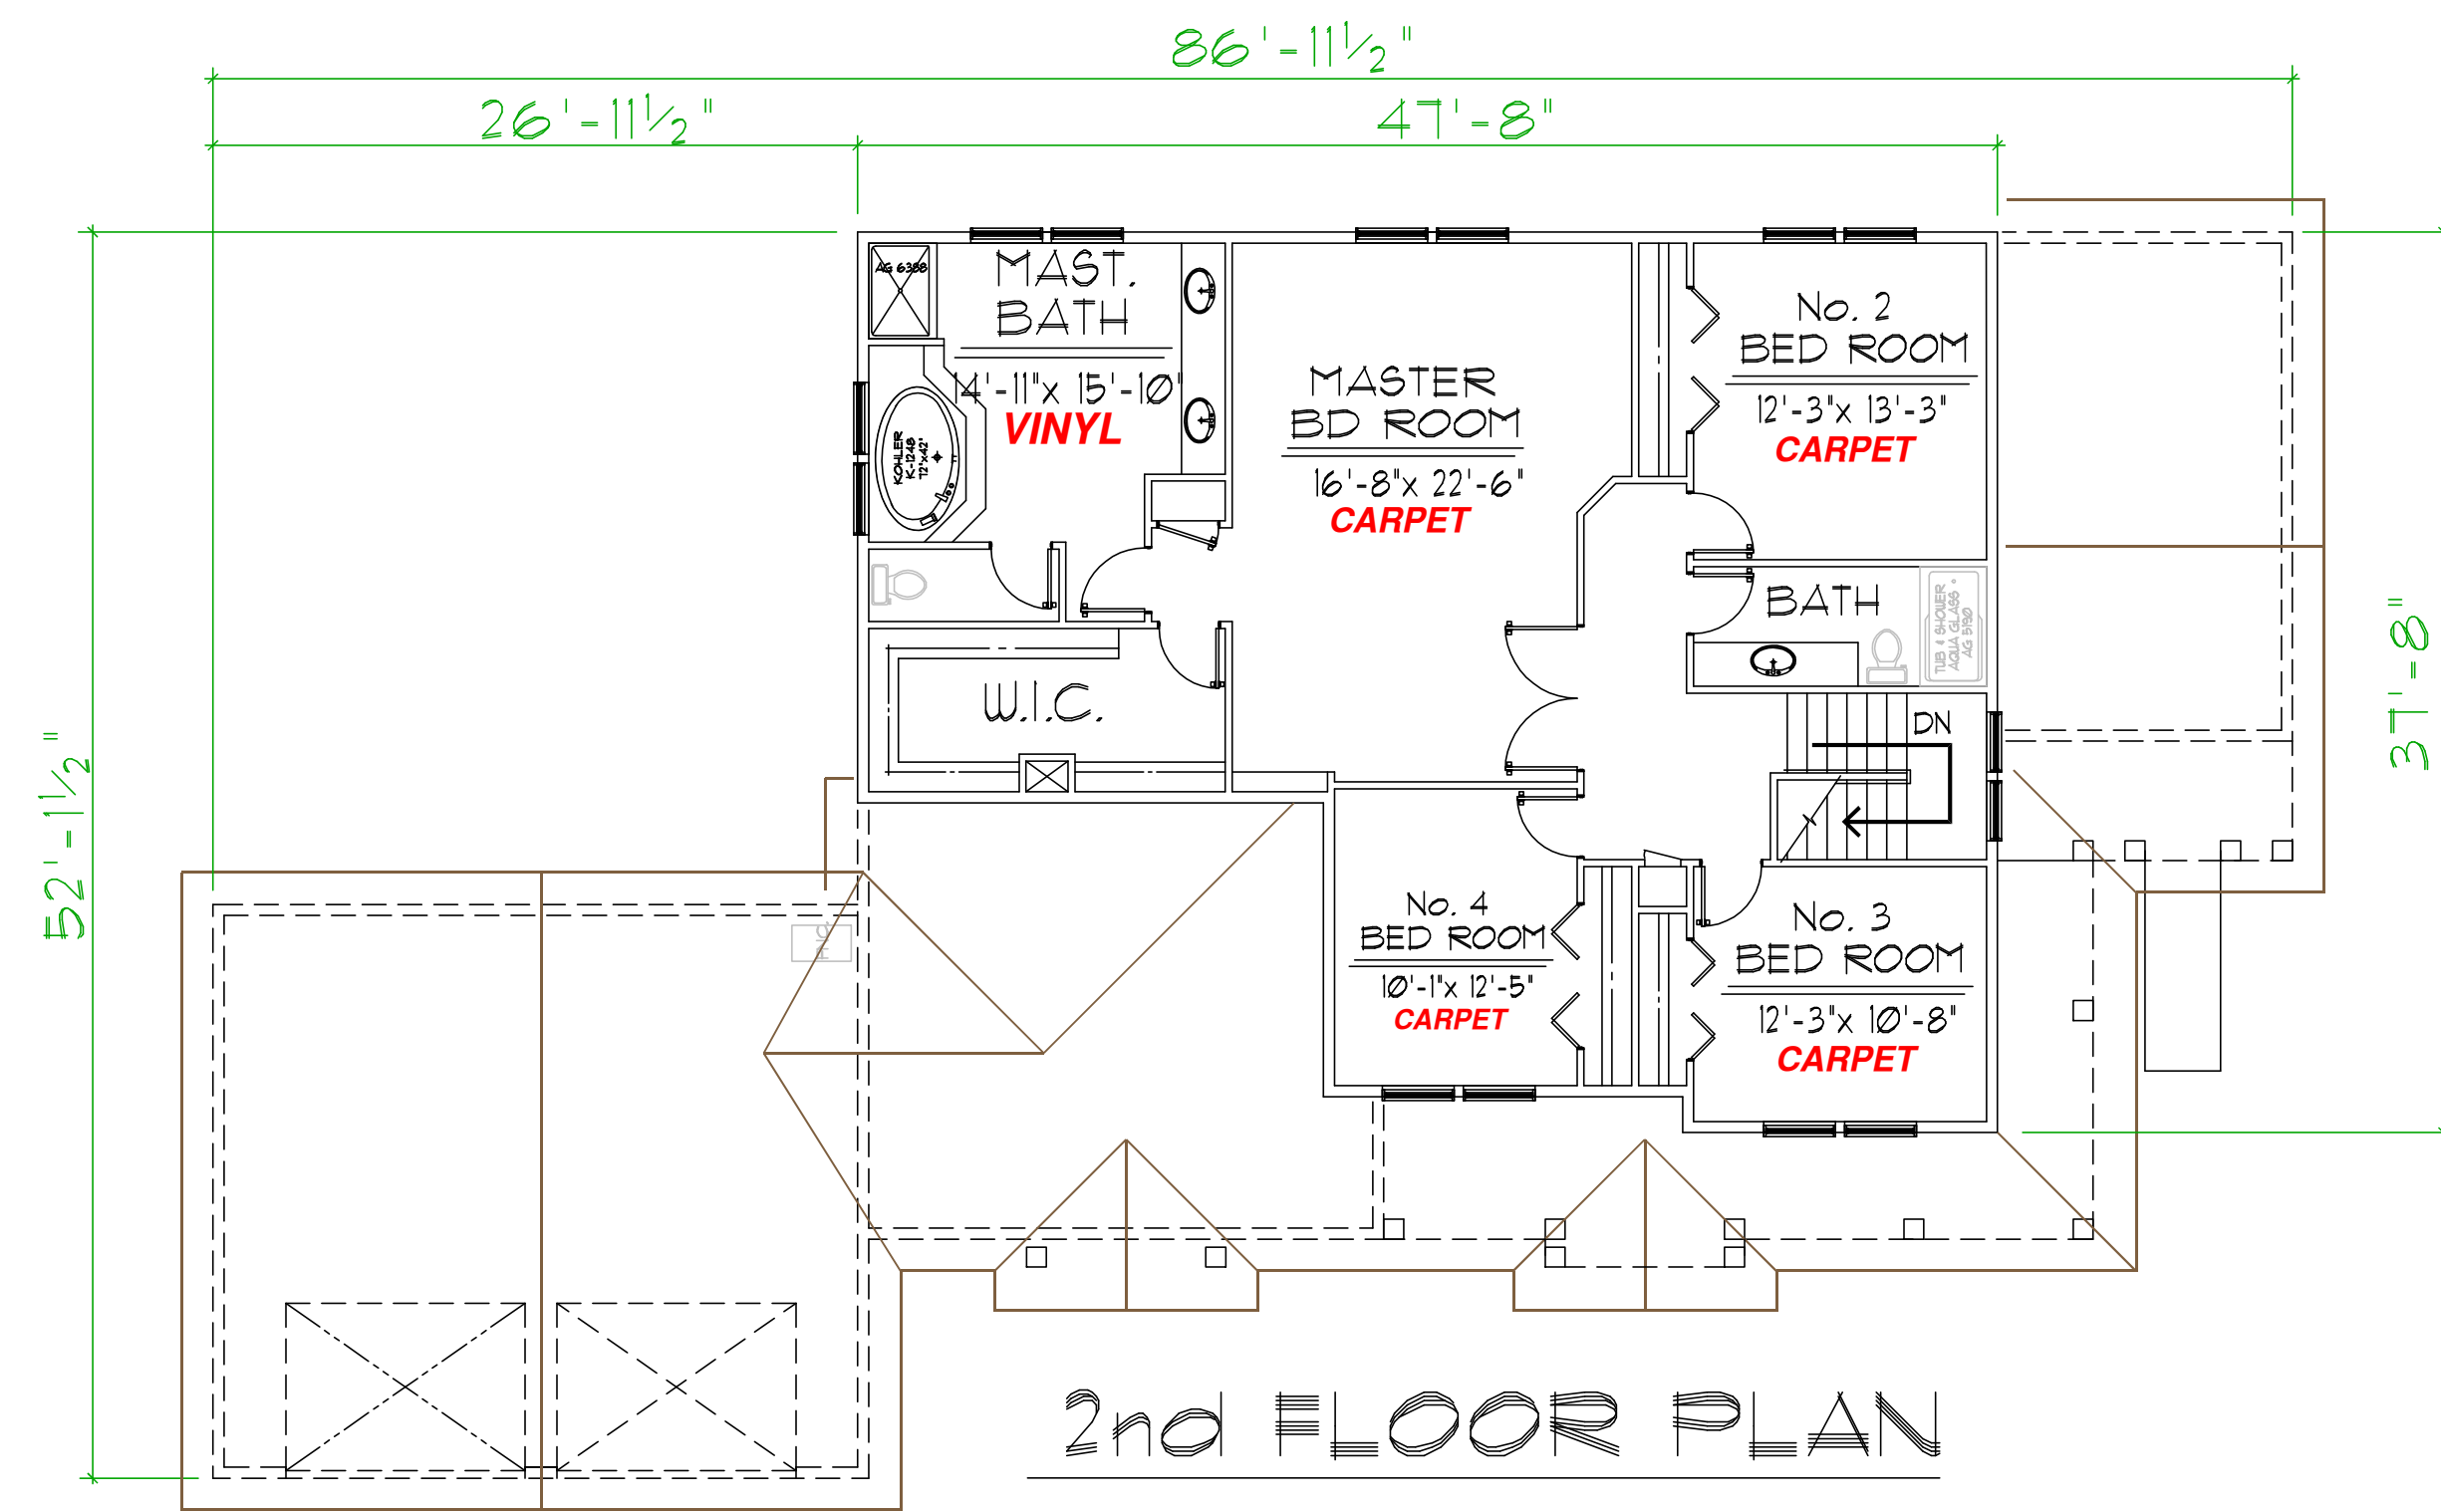 86'-11½"
26'-11½"
47'-8"
AG 6388
MAST.
BATH
14'-11"x 15'-10"
VINYL
KOHLER
K-1248
72"x42"
MASTER
BD ROOM
16'-8"x 22'-6"
CARPET
No. 2
BED ROOM
12'-3"x 13'-3"
CARPET
BATH
TUB & SHOWER
AQUA GLASS
AG 5190
W.I.C.
DN
52'-1½"
37'-8"
No. 4
BED ROOM
10'-1"x 12'-5"
CARPET
No. 3
BED ROOM
12'-3"x 10'-8"
CARPET
2nd FLOOR PLAN